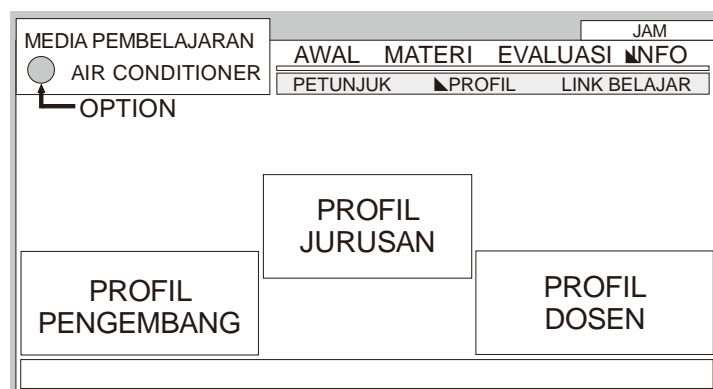 MEDIA PEMBELAJARAN
AIR CONDITIONER
OPTION
JAM
AWAL MATERI EVALUASI INFO
PETUNJUK PROFIL LINK BELAJAR
PROFIL
JURUSAN
PROFIL
PENGEMBANG
PROFIL
DOSEN